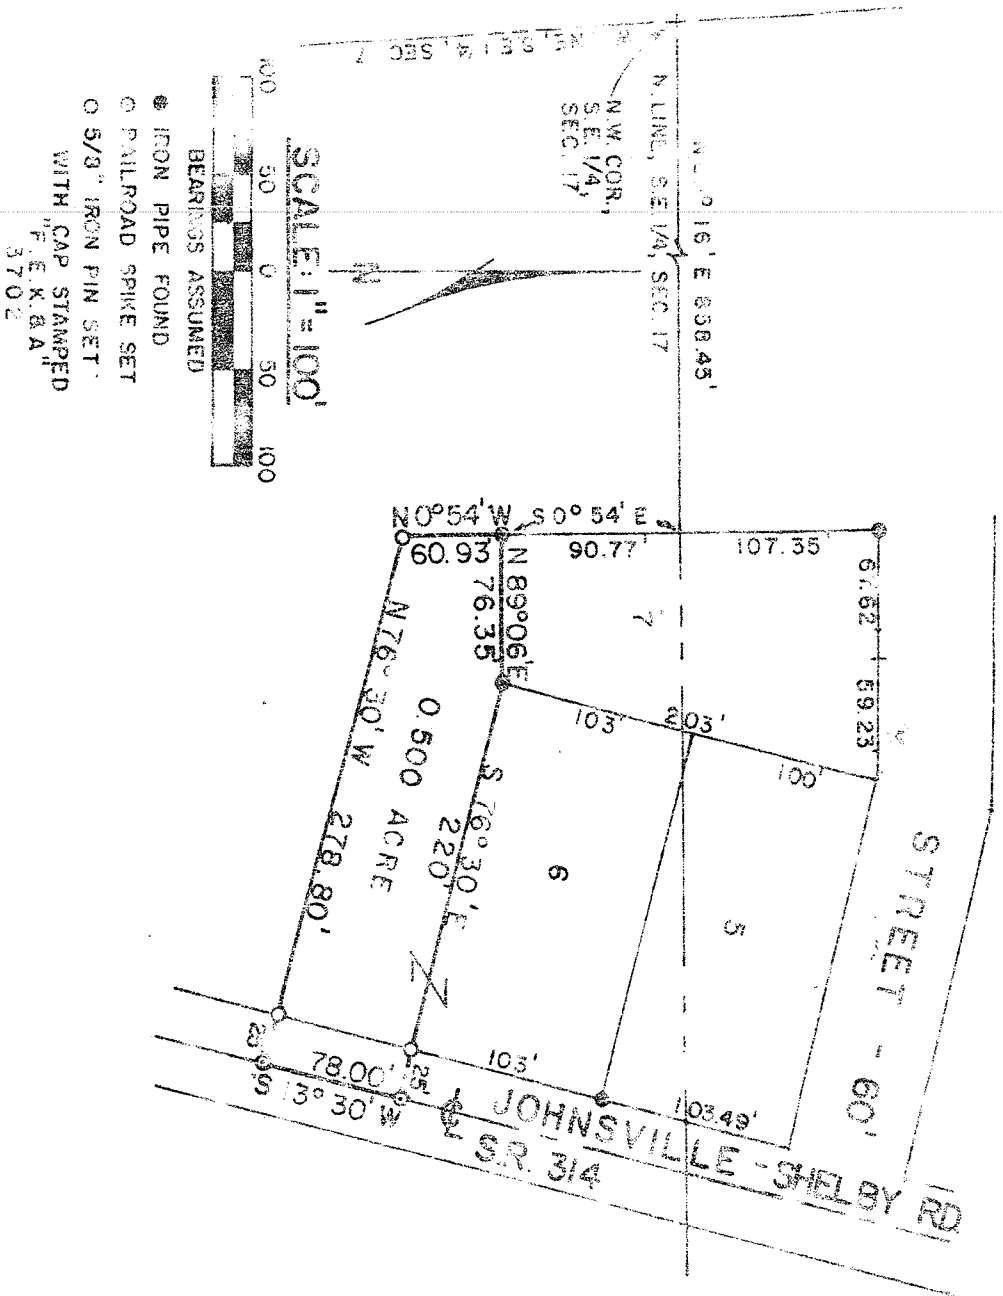 SCALE: 1" = 100'
100 50 0 50 100
BEARINGS ASSUMED
IRON PIPE FOUND
RAILROAD SPIKE SET
5/8" IRON PIN SET
WITH CAP STAMPED
"F.E.K. & A"
3702
N
S.E. 1/4, SEC.
N.W. COR.,
S.E. 1/4
SEC. 17,
16' E 858.45'
N. LINE, S.E. 1/4, SEC. 17
N 0°54' W
60.93'
S 0° 54' E
90.77'
107.35'
N 89°06' E
76.35'
67.62'
59.23'
7
103'
203'
100'
N 76° 30' W 278.80'
0.500 ACRE
S 76° 30' E
220'
6
5
STREET - 60'
103'
103.49'
25'
78.00'
S 13° 30' W
JOHNSVILLE - SHELBY RD.
S.R. 314